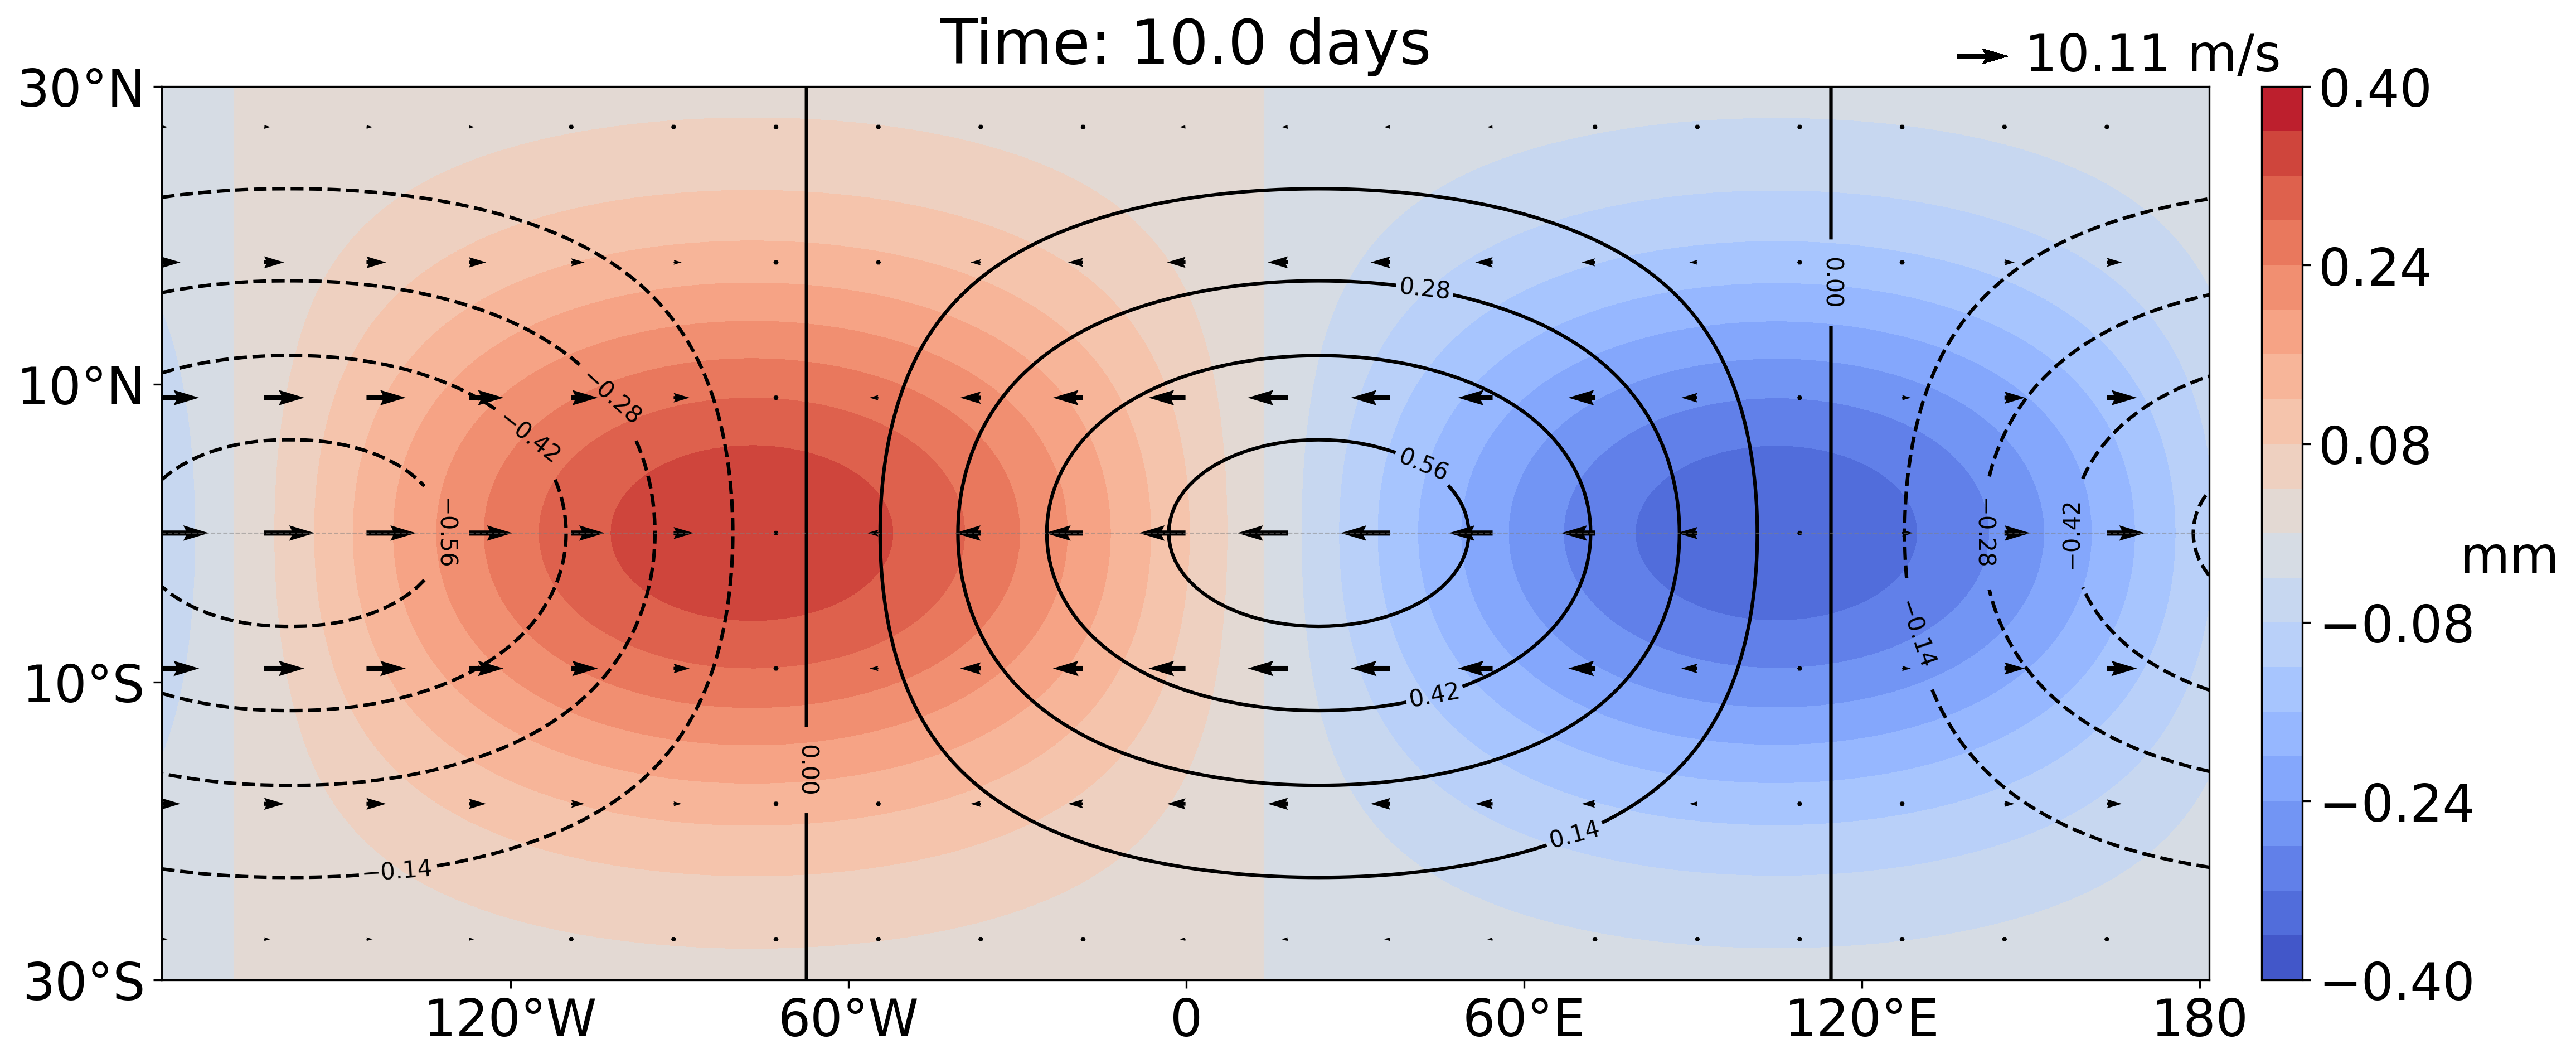 Time: 10.0 days
10.11 m/s
30°N
10°N
10°S
30°S
120°W
60°W
0
60°E
120°E
180
0.40
0.24
0.08
−0.08
−0.24
−0.40
mm
0.28
0.00
−0.28
−0.42
0.56
−0.56
−0.28
−0.42
−0.14
0.42
0.00
0.14
−0.14